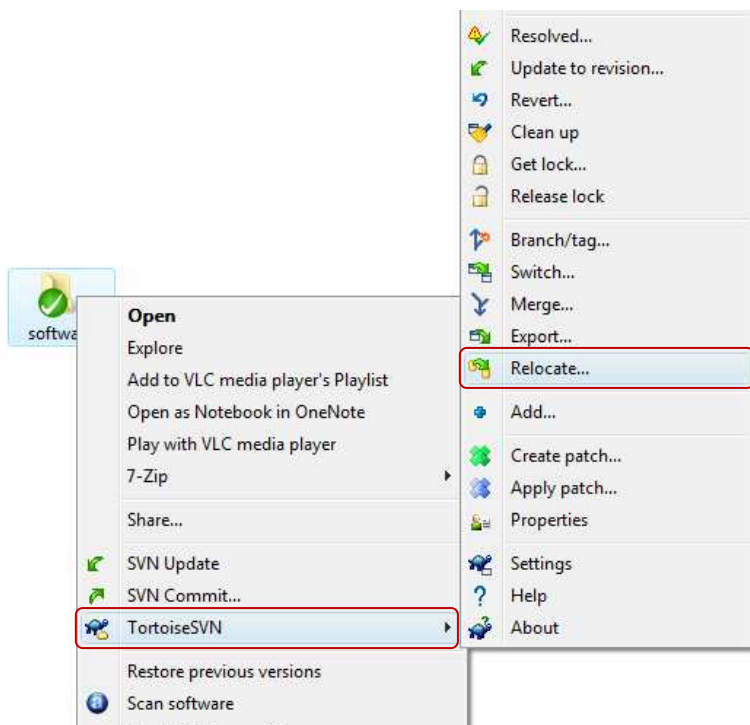 softwa
Open
Explore
Add to VLC media player's Playlist
Open as Notebook in OneNote
Play with VLC media player
7-Zip
Share...
SVN Update
SVN Commit...
TortoiseSVN
Restore previous versions
Scan software
Resolved...
Update to revision...
Revert...
Clean up
Get lock...
Release lock
Branch/tag...
Switch...
Merge...
Export...
Relocate...
Add...
Create patch...
Apply patch...
Properties
Settings
Help
About